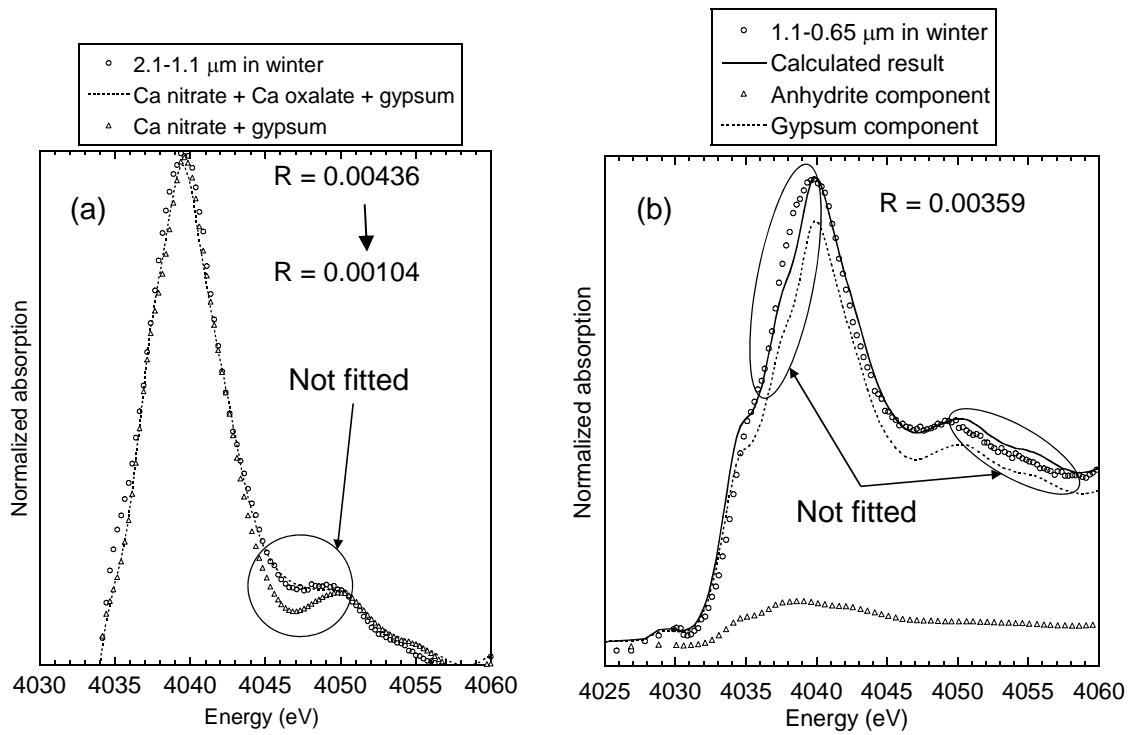 2.1-1.1 μm in winter
Ca nitrate + Ca oxalate + gypsum
Ca nitrate + gypsum
(a)
R = 0.00436
R = 0.00104
Not fitted
Normalized absorption
4030 4035 4040 4045 4050 4055 4060
Energy (eV)
1.1-0.65 μm in winter
Calculated result
Anhydrite component
Gypsum component
(b)
R = 0.00359
Not fitted
Normalized absorption
4025 4030 4035 4040 4045 4050 4055 4060
Energy (eV)